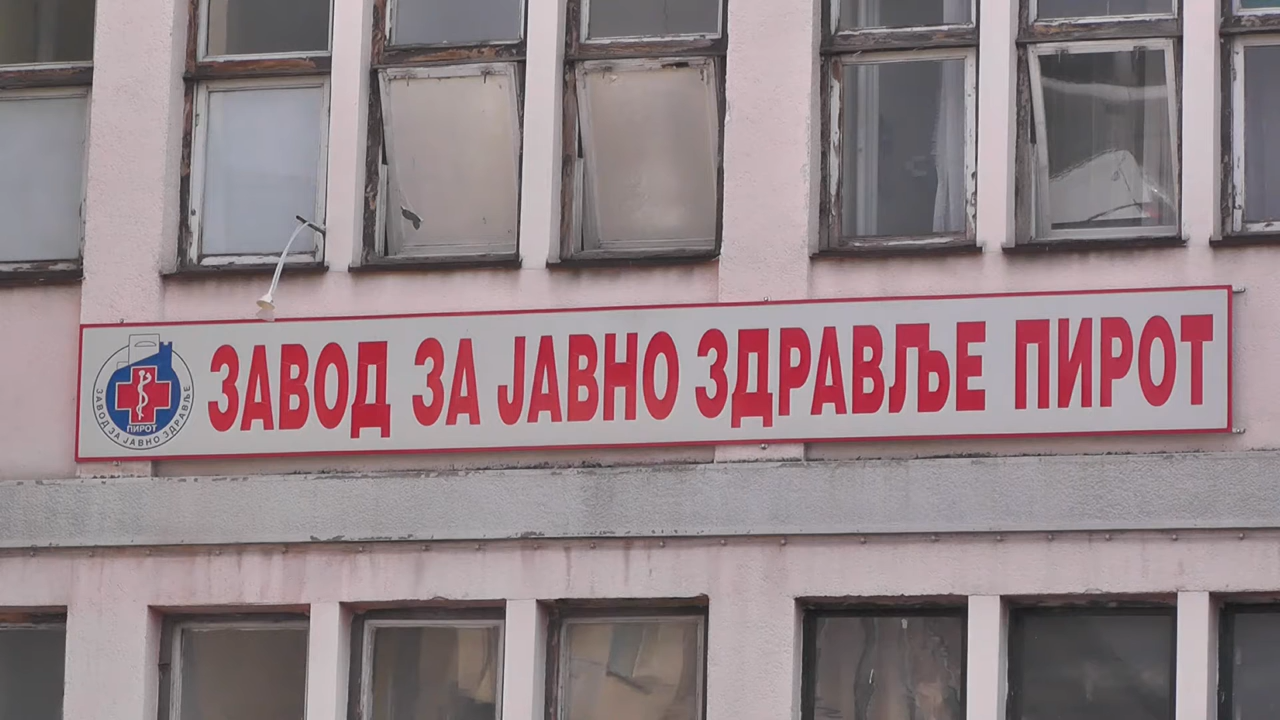 ЗАВОД ЗА ЈАВНО ЗДРАВЉЕ ПИРОТ
ПИРОТ
ЗАВОД ЗА ЈАВНО ЗДРАВЉЕ